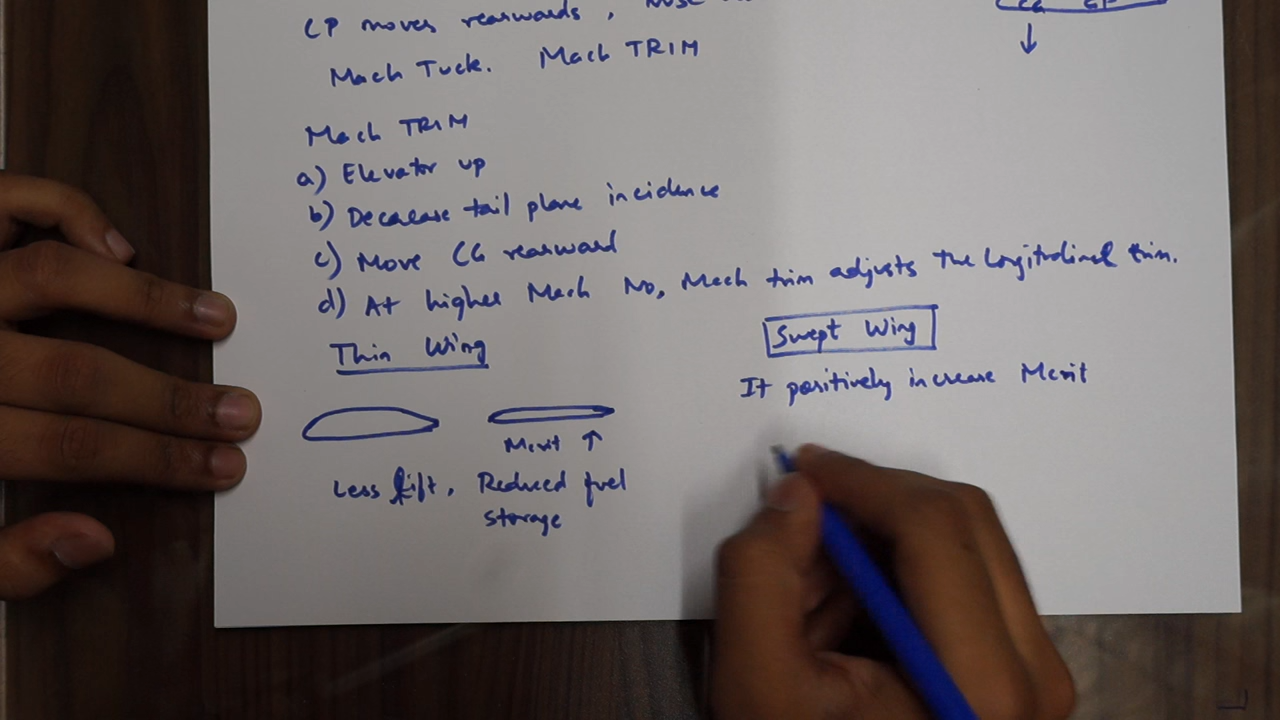 CP moves rearwards,
CG CP
Mach Tuck. Mach TRIM
Mach TRIM
a) Elevator up
b) Decrease tail plane incidence
c) Move CG rearward
d) At higher Mach No, Mach trim adjusts the longitudinal trim.
Thin Wing
Swept Wing
It positively increase Mcrit
Mcrit ↑
Less lift, Reduced fuel
storage